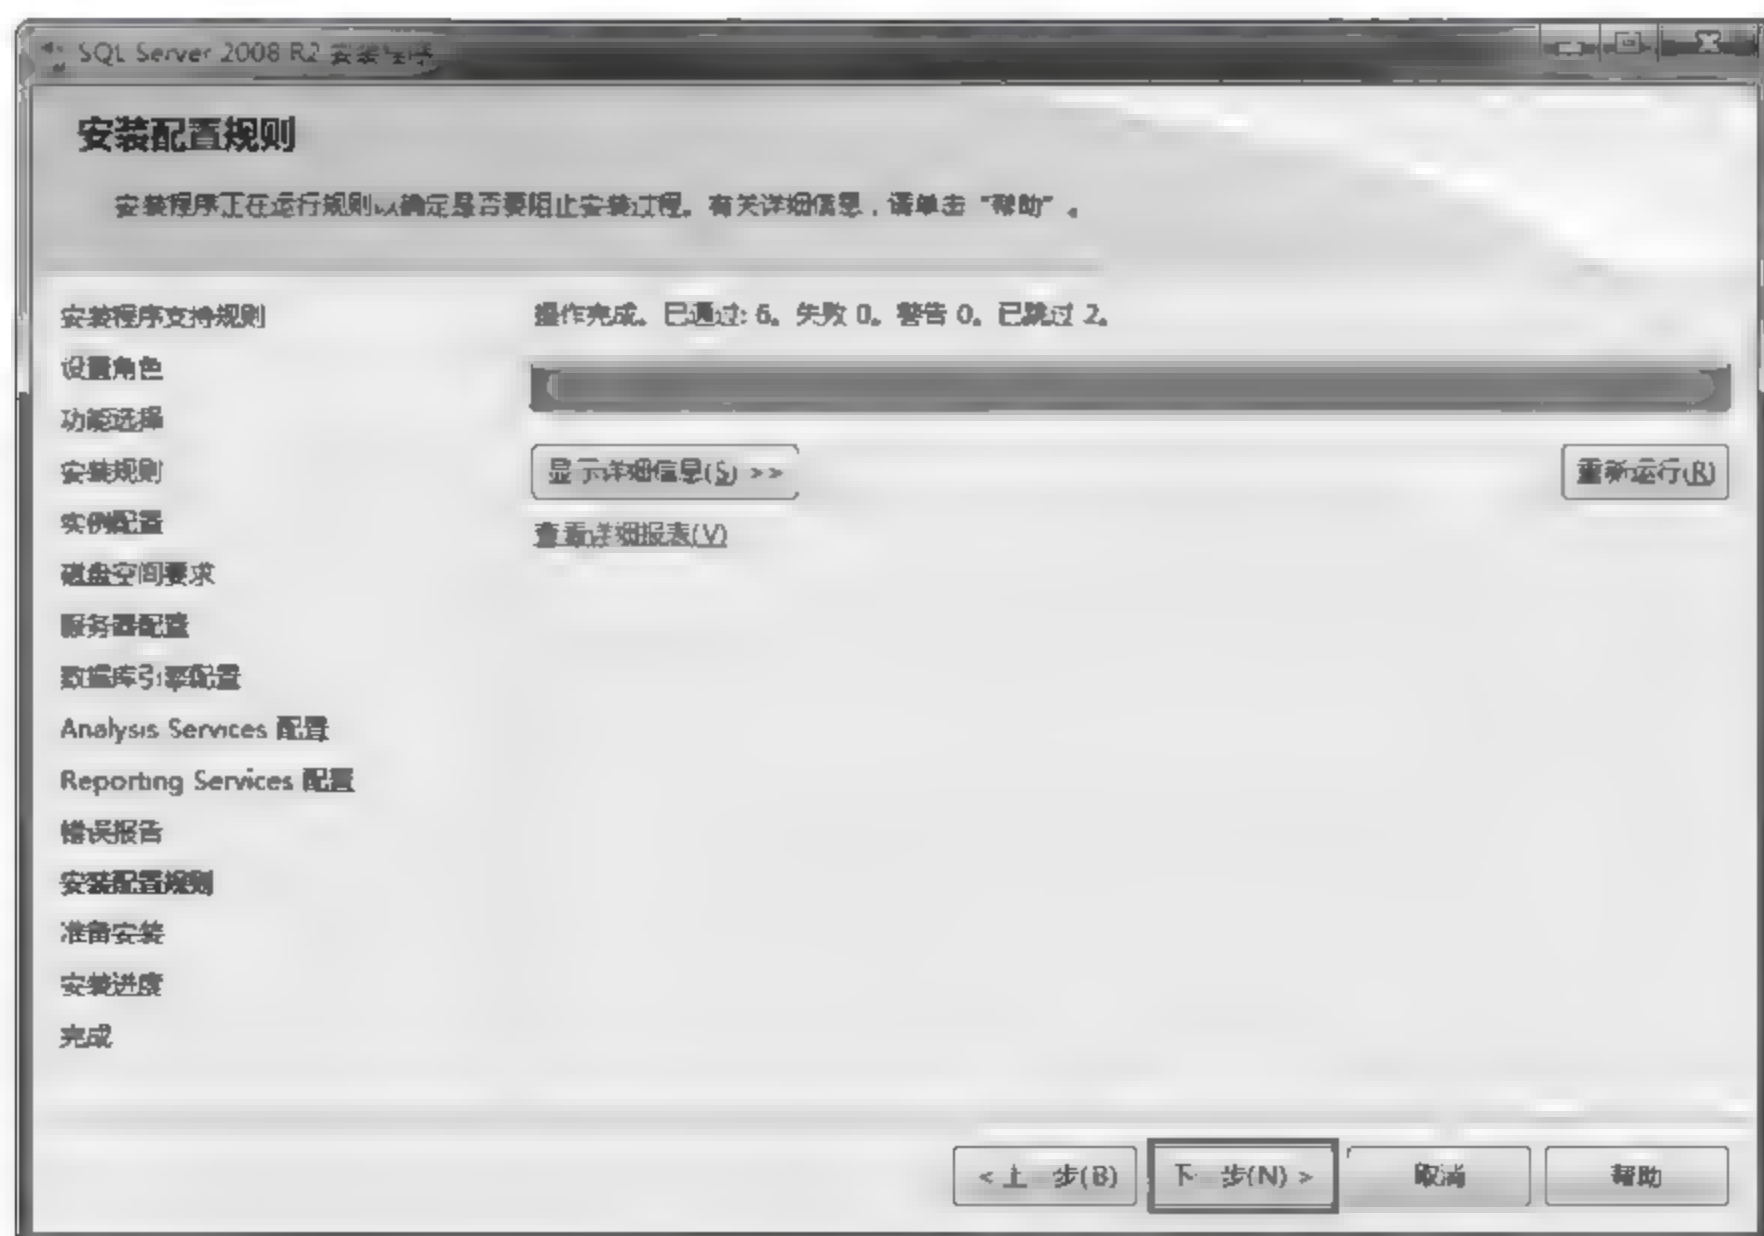 SQL Server 2008 R2 安装程序
安装配置规则
安装程序正在运行规则以确定是否要阻止安装过程。有关详细信息，请单击“帮助”。
安装程序支持规则
设置角色
功能选择
安装规则
实例配置
磁盘空间要求
服务器配置
数据库引擎配置
Analysis Services 配置
Reporting Services 配置
错误报告
安装配置规则
准备安装
安装进度
完成
操作完成。已通过: 6。失败 0。警告 0。已跳过 2。
显示详细信息(S) >>
重新运行(R)
查看详细报表(V)
< 上一步(B)
下一步(N) >
取消
帮助